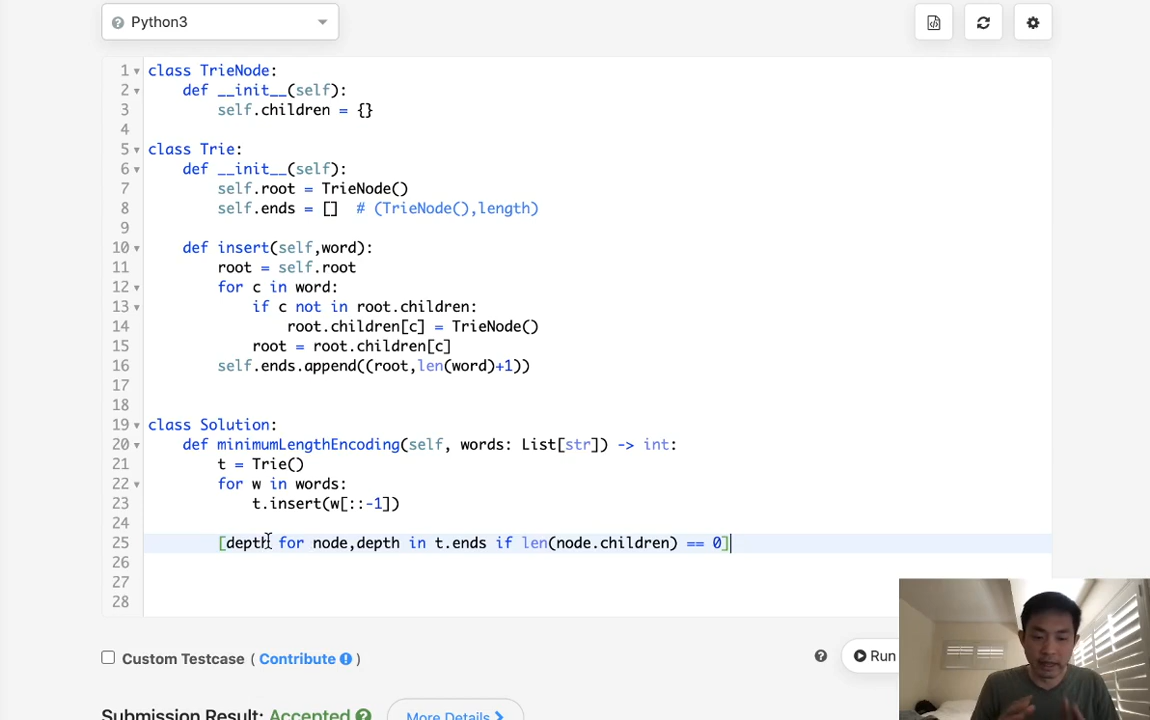 Python3
1 class TrieNode:
2 def __init__(self):
3 self.children = {}
4
5 class Trie:
6 def __init__(self):
7 self.root = TrieNode()
8 self.ends = [] # (TrieNode(),length)
9
10 def insert(self,word):
11 root = self.root
12 for c in word:
13 if c not in root.children:
14 root.children[c] = TrieNode()
15 root = root.children[c]
16 self.ends.append((root,len(word)+1))
17
18
19 class Solution:
20 def minimumLengthEncoding(self, words: List[str]) -> int:
21 t = Trie()
22 for w in words:
23 t.insert(w[::-1])
24
25 [depth for node,depth in t.ends if len(node.children) == 0]
26
27
28
Custom Testcase ( Contribute )
Run
Submission Result: Accepted
More Details